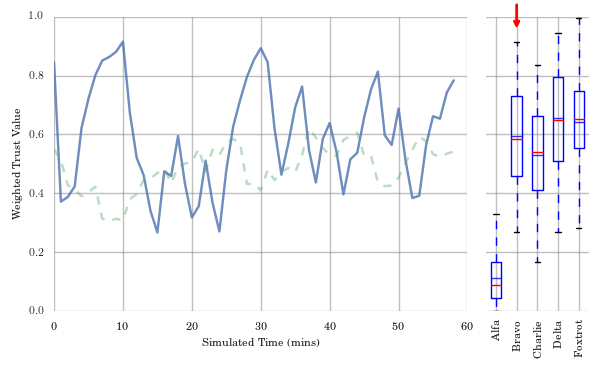 1.0
0.8
0.6
0.4
0.2
0.0
Weighted Trust Value
0 10 20 30 40 50 60
Simulated Time (mins)
Alfa
Bravo
Charlie
Delta
Foxtrot